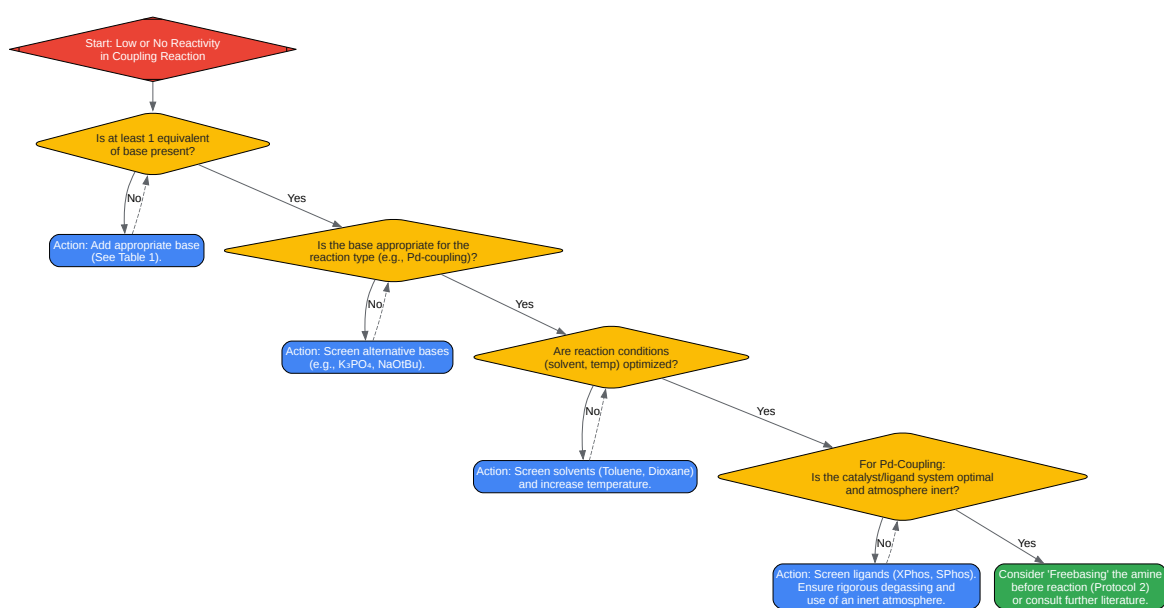 Start: Low or No Reactivity
in Coupling Reaction
Is at least 1 equivalent
of base present?
No
Yes
Action: Add appropriate base
(See Table 1).
Is the base appropriate for the
reaction type (e.g., Pd-coupling)?
No
Yes
Action: Screen alternative bases
(e.g., K₃PO₄, NaOtBu).
Are reaction conditions
(solvent, temp) optimized?
No
Yes
Action: Screen solvents (Toluene, Dioxane)
and increase temperature.
For Pd-Coupling:
Is the catalyst/ligand system optimal
and atmosphere inert?
No
Yes
Action: Screen ligands (XPhos, SPhos).
Ensure rigorous degassing and
use of an inert atmosphere.
Consider 'Freebasing' the amine
before reaction (Protocol 2)
or consult further literature.